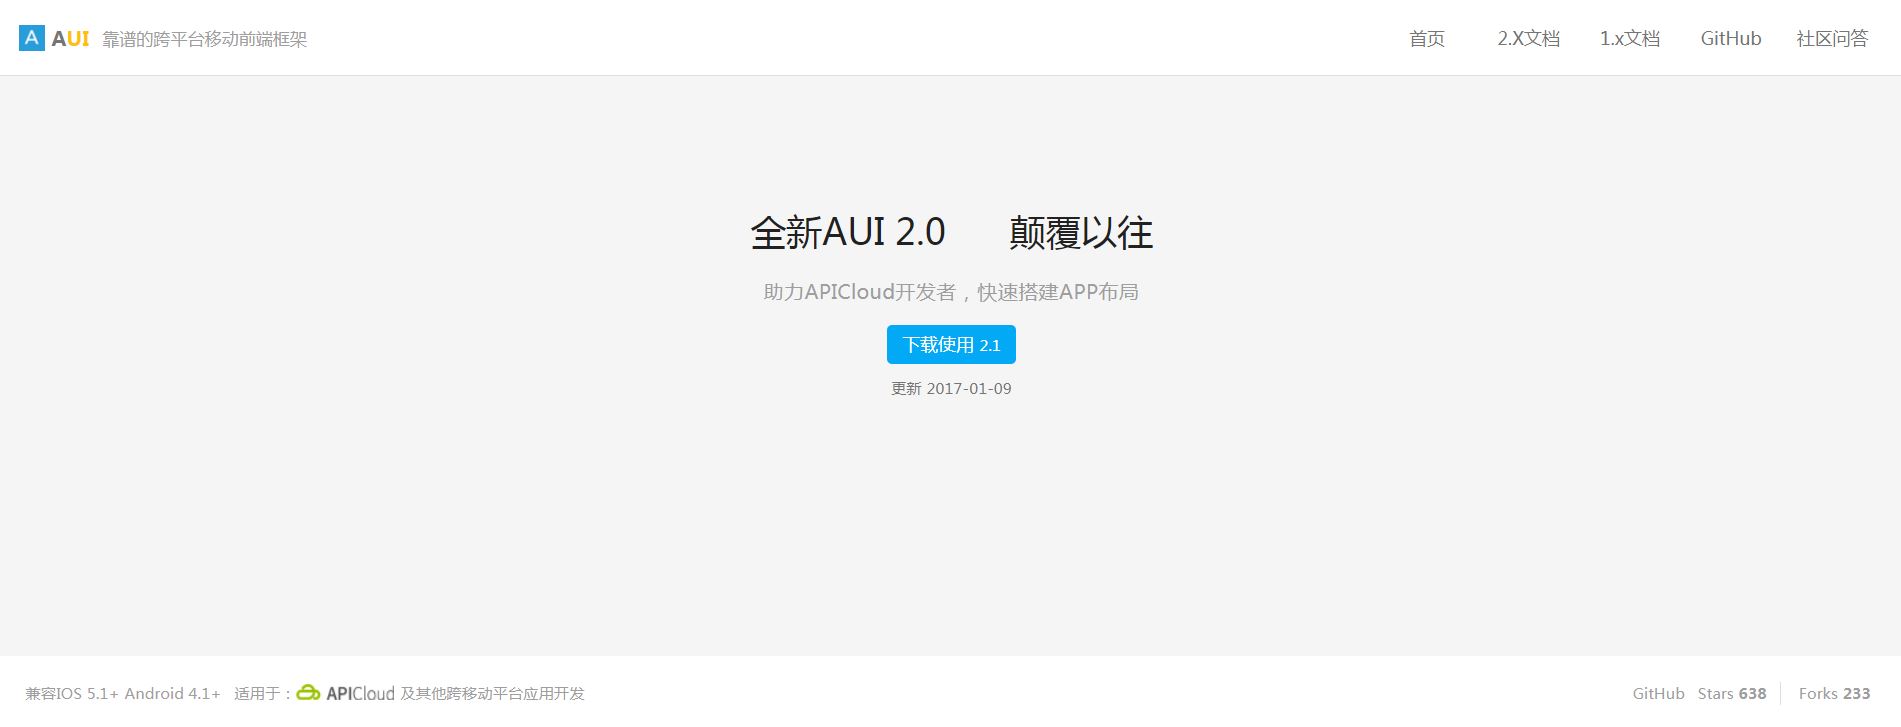 A AUI 靠谱的跨平台移动前端框架 首页 2.X文档 1.x文档 GitHub 社区问答
全新AUI 2.0 颠覆以往
助力APICloud开发者，快速搭建APP布局
下载使用 2.1
更新 2017-01-09
兼容IOS 5.1+ Android 4.1+ 适用于：APICloud 及其他跨移动平台应用开发 GitHub Stars 638 Forks 233